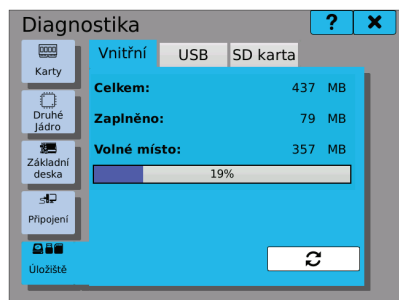 Diagnostika
?
Karty
Druhé
Jádro
Základní
deska
Připojení
Úložiště
Vnitřní USB SD karta
Celkem: 437 MB
Zaplněno: 79 MB
Volné místo: 357 MB
19%